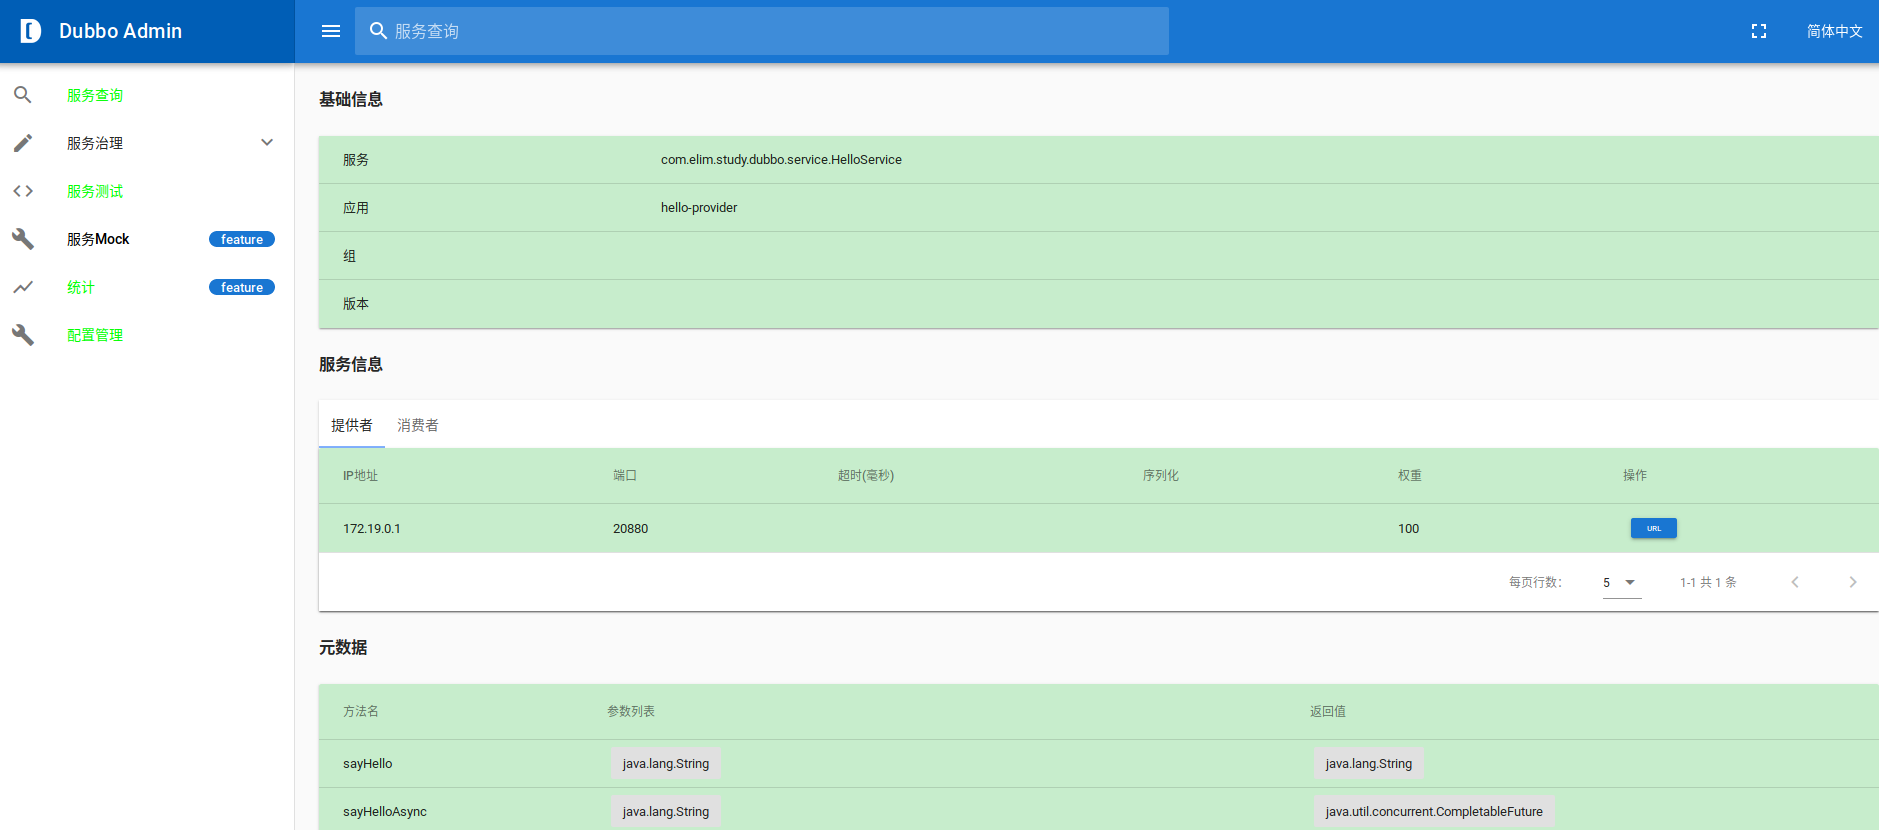 Dubbo Admin
服务查询
简体中文
服务查询
服务治理
服务测试
服务Mock feature
统计 feature
配置管理
基础信息
服务 com.elim.study.dubbo.service.HelloService
应用 hello-provider
组
版本
服务信息
提供者 消费者
IP地址 端口 超时(毫秒) 序列化 权重 操作
172.19.0.1 20880 100 URL
每页行数: 5 1-1 共 1 条
元数据
方法名 参数列表 返回值
sayHello java.lang.String java.lang.String
sayHelloAsync java.lang.String java.util.concurrent.CompletableFuture